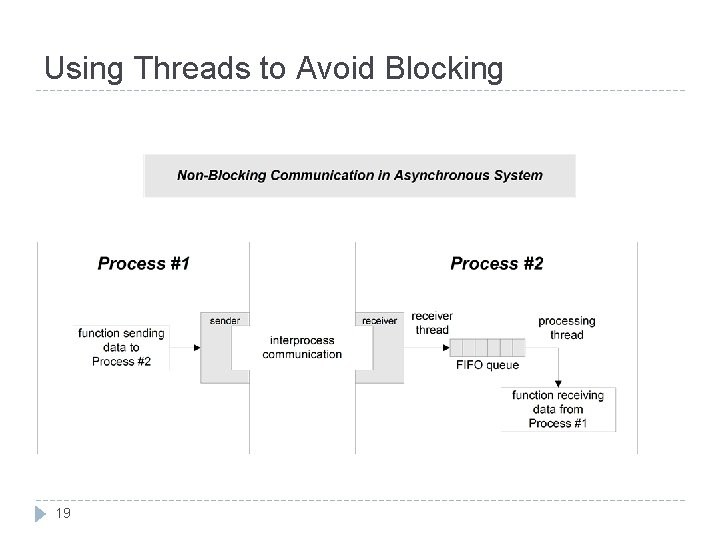 Using Threads to Avoid Blocking
Non-Blocking Communication in Asynchronous System
Process #1
Process #2
function sending
data to
Process #2
sender
interprocess
communication
receiver
receiver
thread
FIFO queue
processing
thread
function receiving
data from
Process #1
19